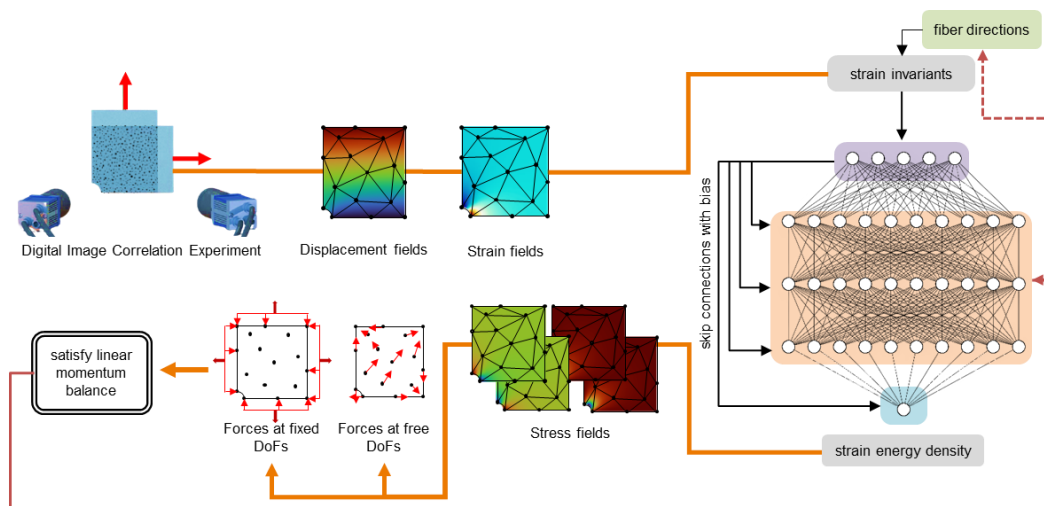 fiber directions
strain invariants
skip connections with bias
Digital Image Correlation Experiment
Displacement fields
Strain fields
satisfy linear
momentum
balance
Forces at fixed
DoFs
Forces at free
DoFs
Stress fields
strain energy density